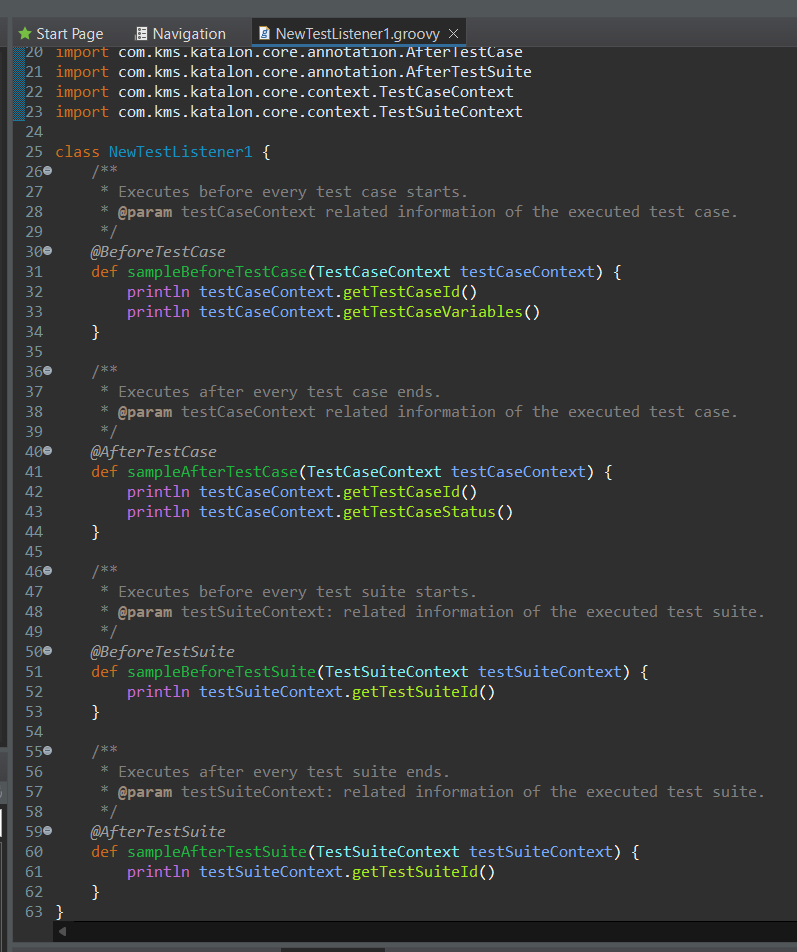 Start Page Navigation NewTestListener1.groovy
20 import com.kms.katalon.core.annotation.AfterTestCase
21 import com.kms.katalon.core.annotation.AfterTestSuite
22 import com.kms.katalon.core.context.TestCaseContext
23 import com.kms.katalon.core.context.TestSuiteContext
24
25 class NewTestListener1 {
26     /**
27      * Executes before every test case starts.
28      * @param testCaseContext related information of the executed test case.
29      */
30     @BeforeTestCase
31     def sampleBeforeTestCase(TestCaseContext testCaseContext) {
32         println testCaseContext.getTestCaseId()
33         println testCaseContext.getTestCaseVariables()
34     }
35
36     /**
37      * Executes after every test case ends.
38      * @param testCaseContext related information of the executed test case.
39      */
40     @AfterTestCase
41     def sampleAfterTestCase(TestCaseContext testCaseContext) {
42         println testCaseContext.getTestCaseId()
43         println testCaseContext.getTestCaseStatus()
44     }
45
46     /**
47      * Executes before every test suite starts.
48      * @param testSuiteContext: related information of the executed test suite.
49      */
50     @BeforeTestSuite
51     def sampleBeforeTestSuite(TestSuiteContext testSuiteContext) {
52         println testSuiteContext.getTestSuiteId()
53     }
54
55     /**
56      * Executes after every test suite ends.
57      * @param testSuiteContext: related information of the executed test suite.
58      */
59     @AfterTestSuite
60     def sampleAfterTestSuite(TestSuiteContext testSuiteContext) {
61         println testSuiteContext.getTestSuiteId()
62     }
63 }